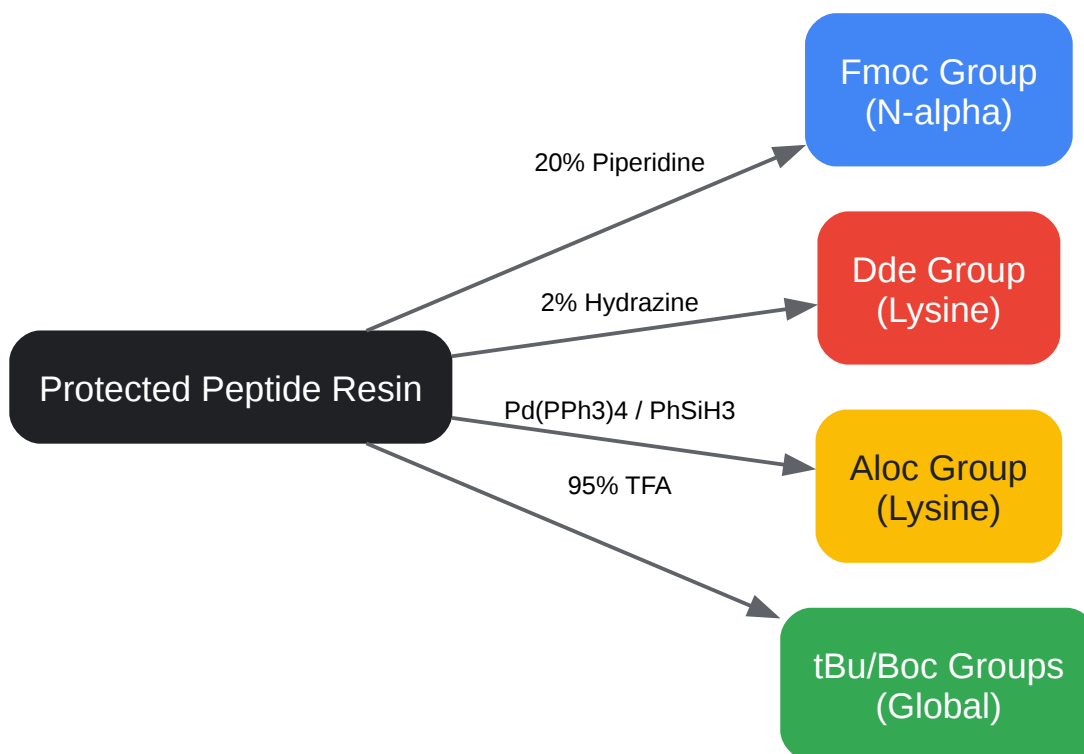 Fmoc Group
(N-alpha)
20% Piperidine
Dde Group
(Lysine)
2% Hydrazine
Protected Peptide Resin
Pd(PPh3)4 / PhSiH3
Aloc Group
(Lysine)
95% TFA
tBu/Boc Groups
(Global)